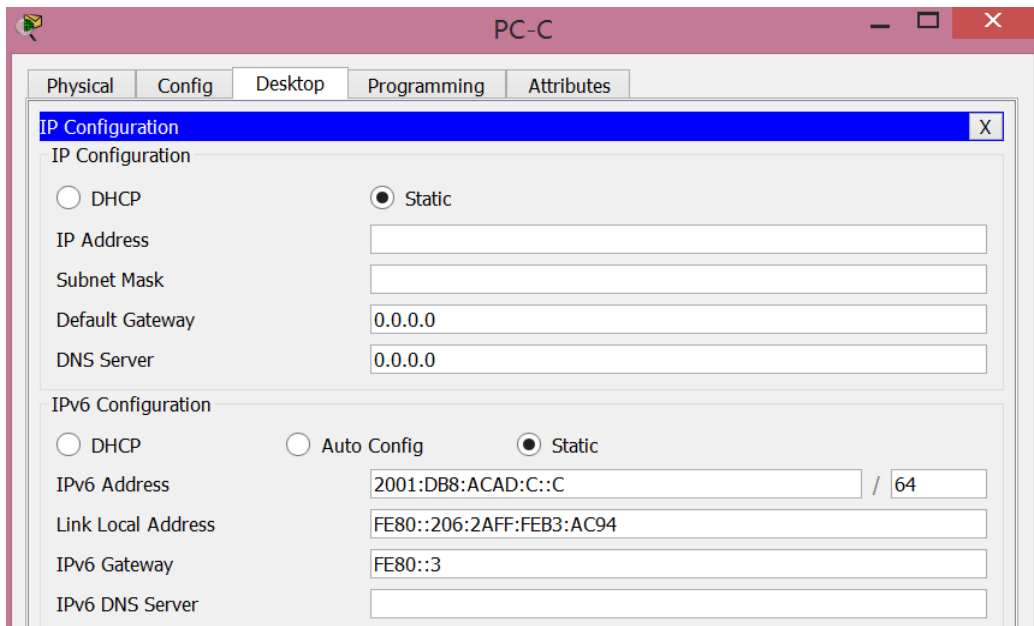 PC-C
Physical Config Desktop Programming Attributes
IP Configuration X
IP Configuration
DHCP Static
IP Address
Subnet Mask
Default Gateway 0.0.0.0
DNS Server 0.0.0.0
IPv6 Configuration
DHCP Auto Config Static
IPv6 Address 2001:DB8:ACAD:C::C / 64
Link Local Address FE80::206:2AFF:FEB3:AC94
IPv6 Gateway FE80::3
IPv6 DNS Server